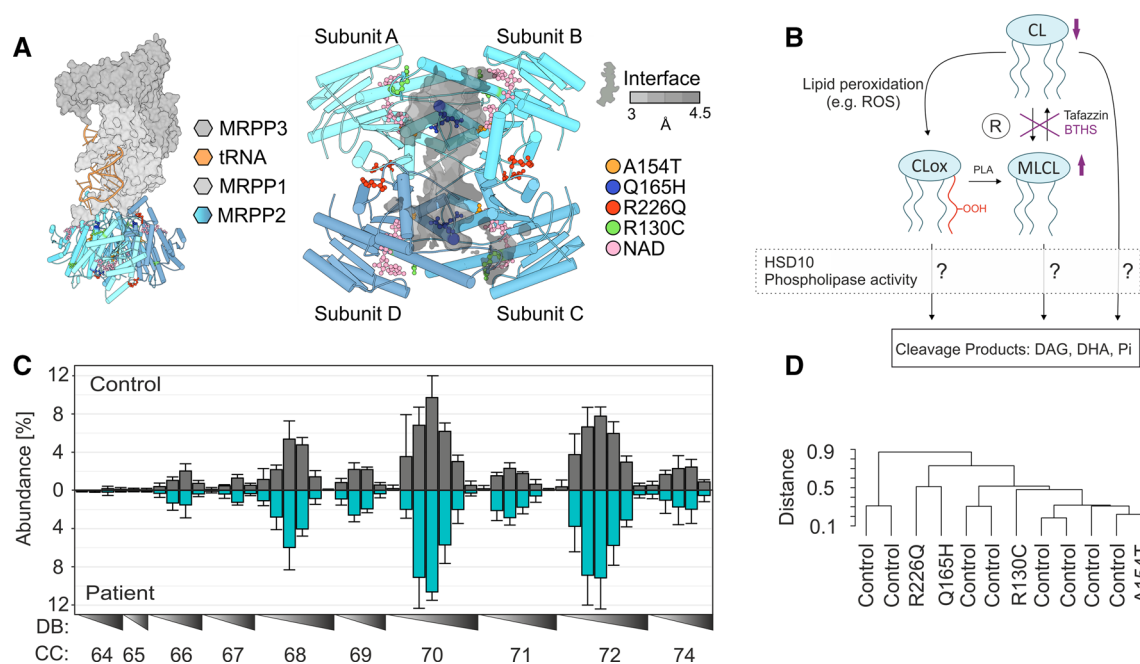 A
Subunit A
Subunit B
Interface
3
4.5
Å
MRPP3
tRNA
MRPP1
MRPP2
A154T
Q165H
R226Q
R130C
NAD
Subunit D
Subunit C
B
CL
Lipid peroxidation
(e.g. ROS)
R
Tafazzin
BTHS
CLox
PLA
MLCL
OOH
HSD10
Phospholipase activity
?
?
?
Cleavage Products: DAG, DHA, Pi
C
Control
Abundance [%]
12
8
4
0
4
8
12
Patient
DB:
CC: 64 65 66 67 68 69 70 71 72 74
D
Distance
0.9
0.5
0.1
Control
Control
R226Q
Q165H
Control
Control
R130C
Control
Control
Control
Control
A154T